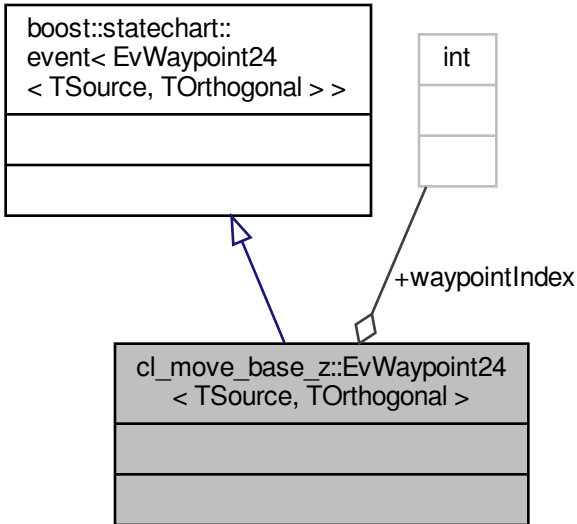 boost::statechart::
event< EvWaypoint24
< TSource, TOrthogonal > >
int
+waypointIndex
cl_move_base_z::EvWaypoint24
< TSource, TOrthogonal >